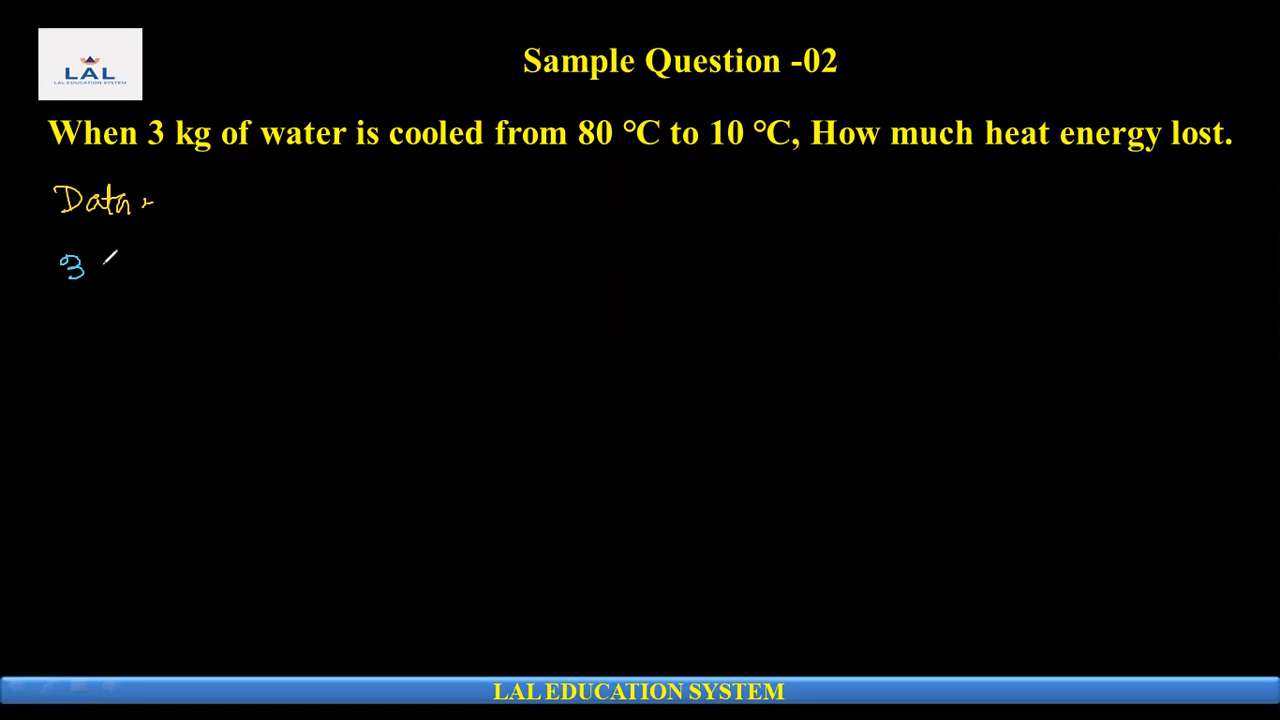 LAL
LAL EDUCATION SYSTEM
Sample Question -02
When 3 kg of water is cooled from 80 °C to 10 °C, How much heat energy lost.
Data -
3
LAL EDUCATION SYSTEM